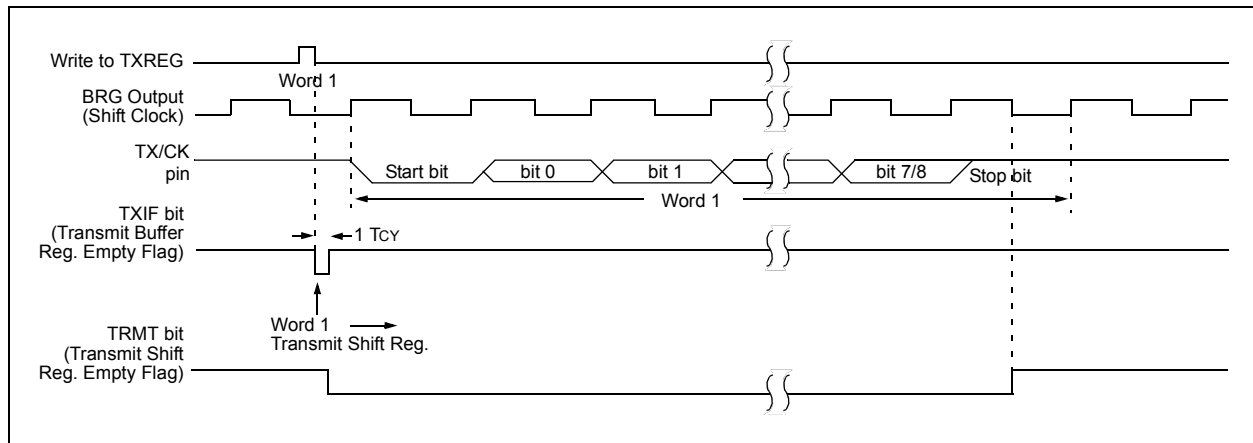 Write to TXREG
Word 1
BRG Output
(Shift Clock)
TX/CK
pin
Start bit
bit 0
bit 1
bit 7/8
Stop bit
Word 1
TXIF bit
(Transmit Buffer
Reg. Empty Flag)
1 TCY
Word 1
Transmit Shift Reg.
TRMT bit
(Transmit Shift
Reg. Empty Flag)